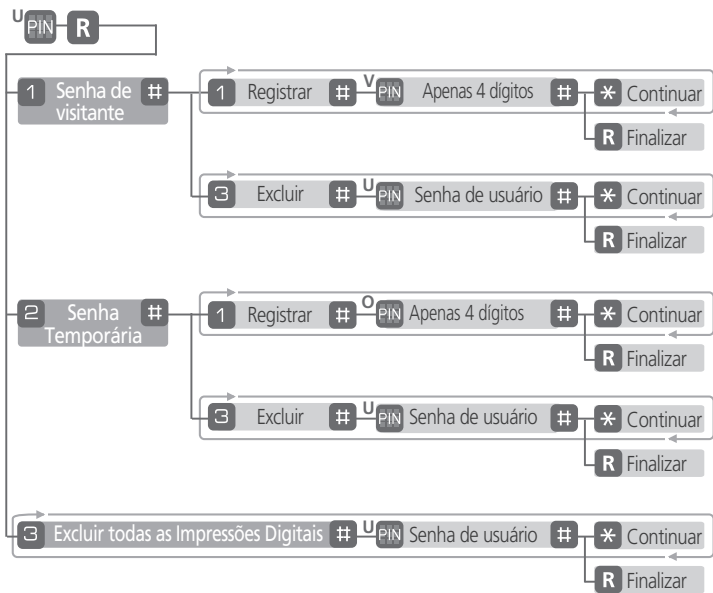 U PIN R
1 Senha de visitante # 1 Registrar # V PIN Apenas 4 dígitos # * Continuar
R Finalizar
3 Excluir # U PIN Senha de usuário # * Continuar
R Finalizar
2 Senha Temporária # 1 Registrar # O PIN Apenas 4 dígitos # * Continuar
R Finalizar
3 Excluir # U PIN Senha de usuário # * Continuar
R Finalizar
3 Excluir todas as Impressões Digitais # U PIN Senha de usuário # * Continuar
R Finalizar